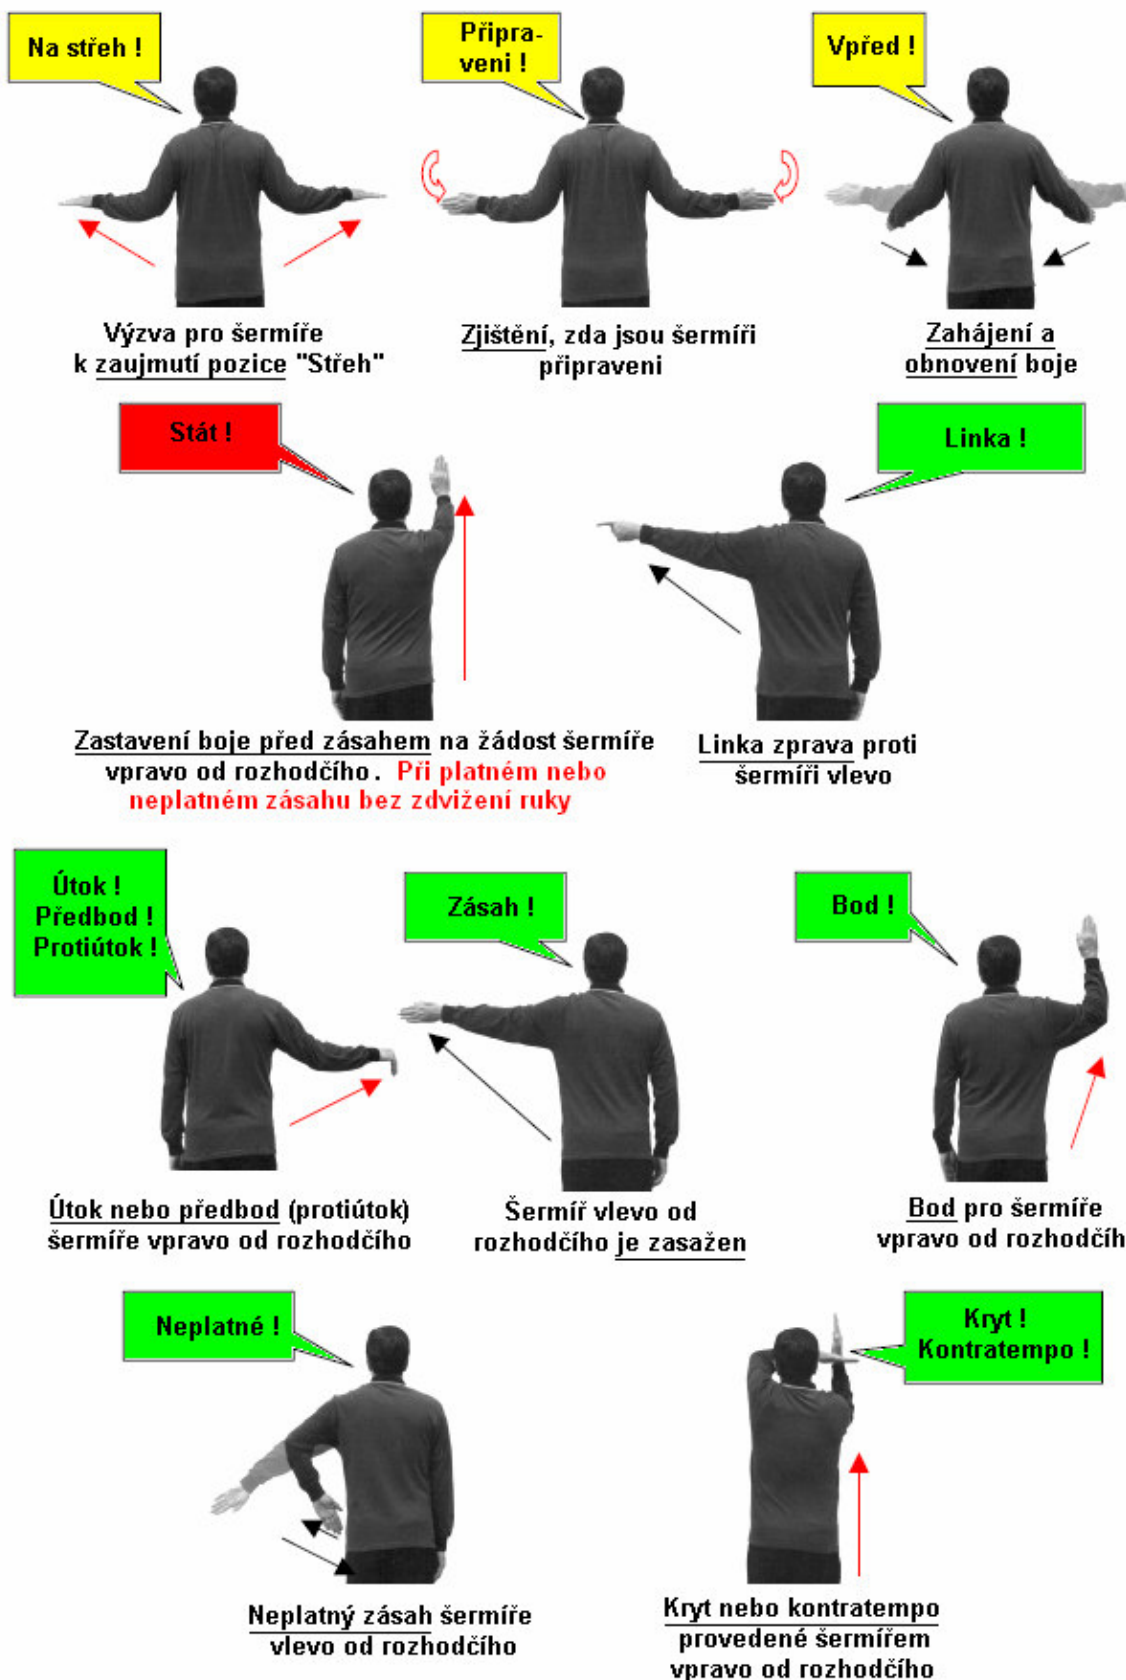 Na střeh !
Připra-
veni !
Vpřed !
Výzva pro šermíře
k zaujmutí pozice "Střeh"
Zjištění, zda jsou šermíři
připraveni
Zahájení a
obnovení boje
Stát !
Linka !
Zastavení boje před zásahem na žádost šermíře
vpravo od rozhodčího. Při platném nebo
neplatném zásahu bez zdvižení ruky
Linka zprava proti
šermíři vlevo
Útok !
Předbod !
Protiútok !
Zásah !
Bod !
Útok nebo předbod (protiútok)
šermíře vpravo od rozhodčího
Šermíř vlevo od
rozhodčího je zasažen
Bod pro šermíře
vpravo od rozhodčíh
Neplatné !
Kryt !
Kontratempo !
Neplatný zásah šermíře
vlevo od rozhodčího
Kryt nebo kontratempo
provedené šermířem
vpravo od rozhodčího